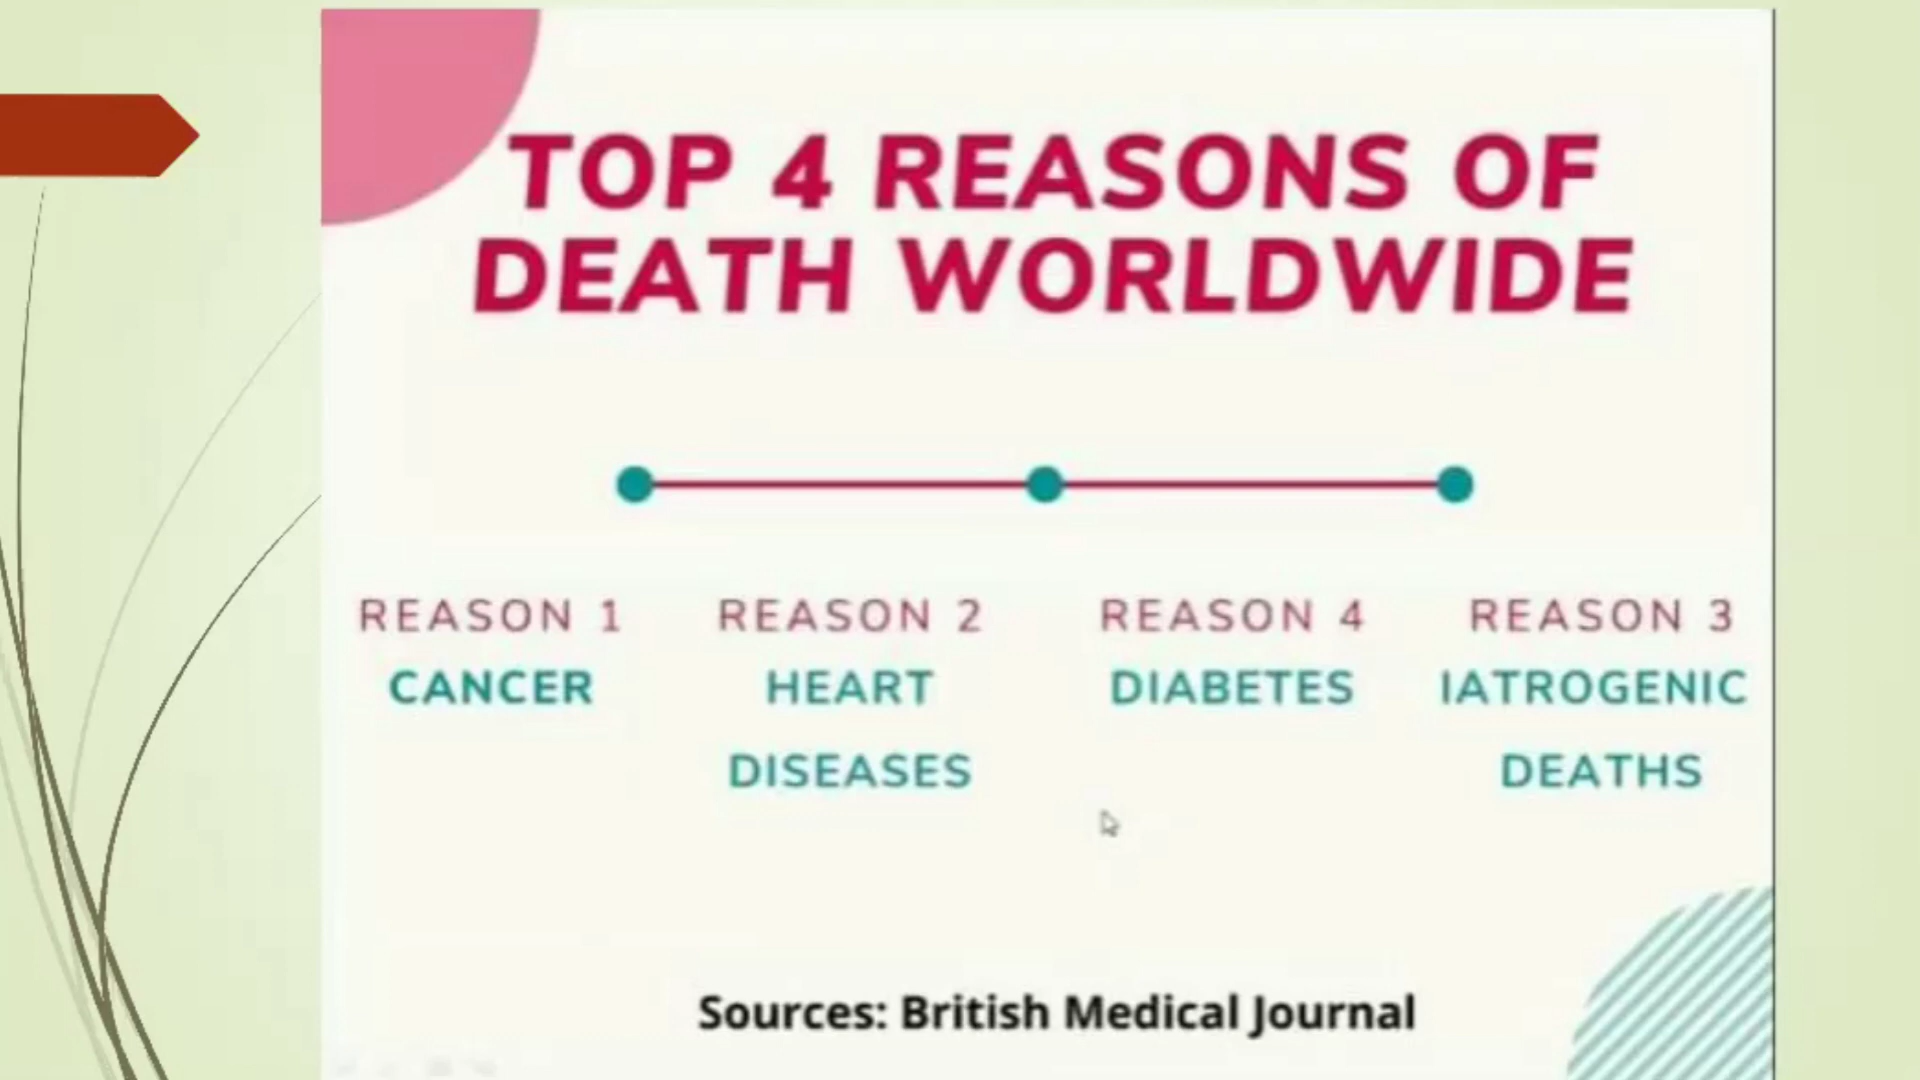 TOP 4 REASONS OF
DEATH WORLDWIDE
REASON 1
CANCER
REASON 2
HEART
DISEASES
REASON 4
DIABETES
REASON 3
IATROGENIC
DEATHS
Sources: British Medical Journal